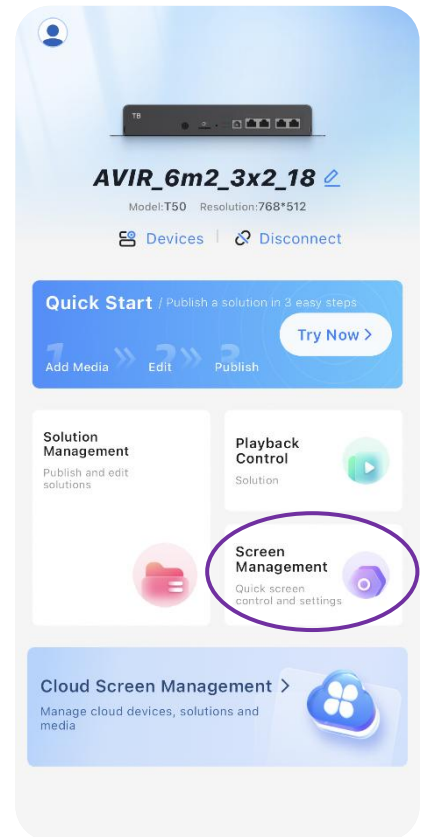 TB
AVIR_6m2_3x2_18
Model:T50 Resolution:768*512
Devices Disconnect
Quick Start / Publish a solution in 3 easy steps
Try Now >
1 >> 2 >> 3
Add Media Edit Publish
Solution
Management
Publish and edit
solutions
Playback
Control
Solution
Screen
Management
Quick screen
control and settings
Cloud Screen Management >
Manage cloud devices, solutions and
media